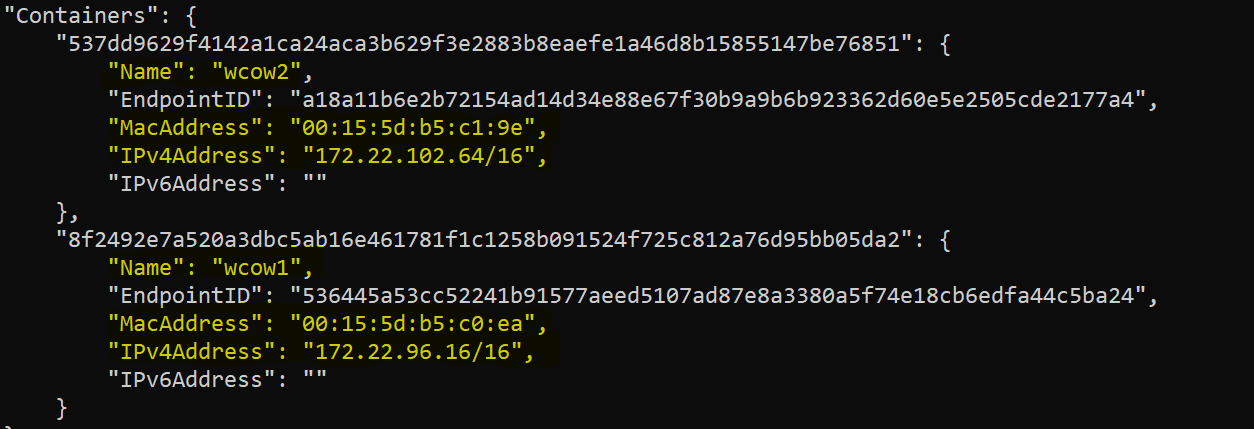 "Containers": {
    "537dd9629f4142a1ca24aca3b629f3e2883b8eaefe1a46d8b15855147be76851": {
        "Name": "wcow2",
        "EndpointID": "a18a11b6e2b72154ad14d34e88e67f30b9a9b6b923362d60e5e2505cde2177a4",
        "MacAddress": "00:15:5d:b5:c1:9e",
        "IPv4Address": "172.22.102.64/16",
        "IPv6Address": ""
    },
    "8f2492e7a520a3dbc5ab16e461781f1c1258b091524f725c812a76d95bb05da2": {
        "Name": "wcow1",
        "EndpointID": "536445a53cc52241b91577aeed5107ad87e8a3380a5f74e18cb6edfa44c5ba24",
        "MacAddress": "00:15:5d:b5:c0:ea",
        "IPv4Address": "172.22.96.16/16",
        "IPv6Address": ""
    }